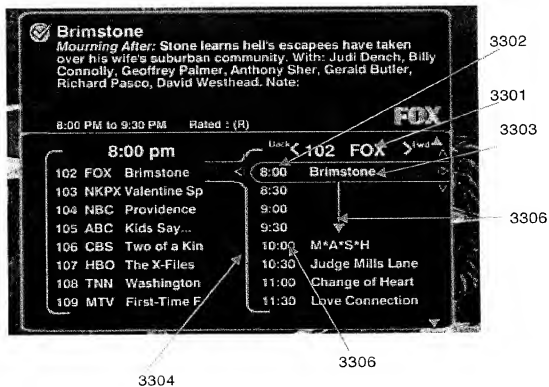 Brimstone
Mourning After: Stone learns hell's escapees have taken
over his wife's suburban community. With: Judi Dench, Billy
Connolly, Geoffrey Palmer, Anthony Sher, Gerald Butler,
Richard Pasco, David Westhead. Note:
8:00 PM to 9:30 PM Rated : (R)
FOX
8:00 pm
102 FOX Brimstone
103 NKPX Valentine Sp
104 NBC Providence
105 ABC Kids Say...
106 CBS Two of a Kin
107 HBO The X-Files
108 TNN Washington
109 MTV First-Time F
Back < 102 FOX > Fwd
8:00 Brimstone
8:30
9:00
9:30
10:00 M*A*S*H
10:30 Judge Mills Lane
11:00 Change of Heart
11:30 Love Connection
3302
3301
3303
3306
3306
3304